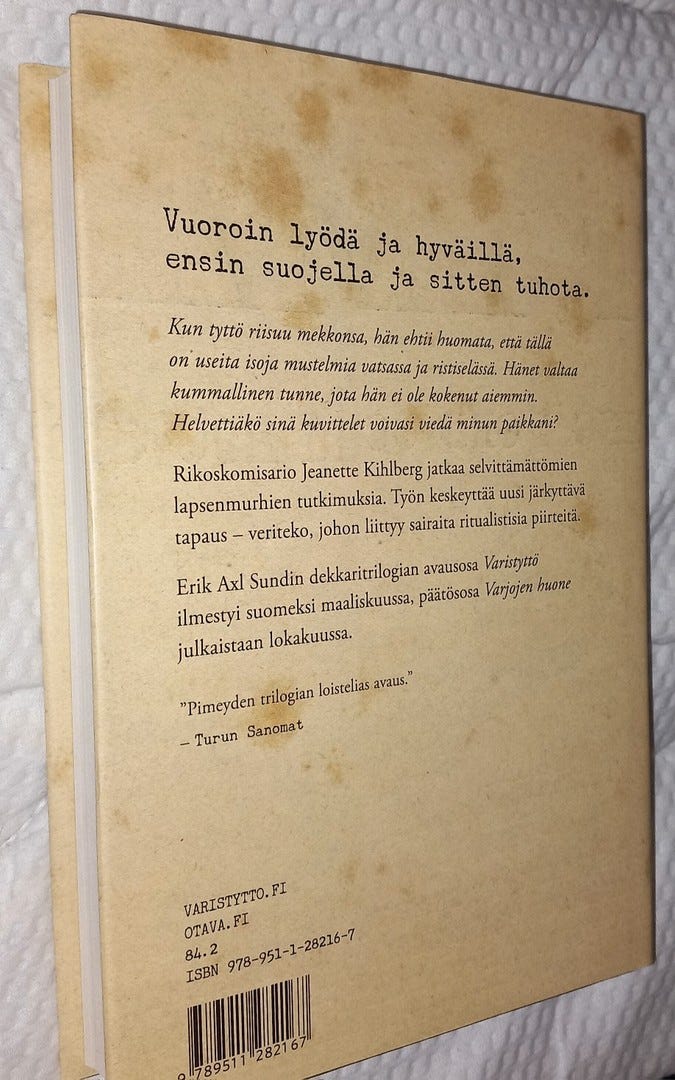 Vuoroin lyödä ja hyväillä,
ensin suojella ja sitten tuhota.
Kun tyttö riisuu mekkonsa, hän ehtii huomata, että tällä
on useita isoja mustelmia vatsassa ja ristiselässä. Hänet valtaa
kummallinen tunne, jota hän ei ole kokenut aiemmin.
Helvettiäkö sinä kuvittelet voivasi viedä minun paikkani?
Rikoskomisario Jeanette Kihlberg jatkaa selvittämättömien
lapsenmurhien tutkimuksia. Työn keskeyttää uusi järkyttävä
tapaus – veriteko, johon liittyy sairaita ritualistisia piirteitä.
Erik Axl Sundin dekkaritrilogian avausosa Varistyttö
ilmestyi suomeksi maaliskuussa, päätösosa Varjojen huone
julkaistaan lokakuussa.
"Pimeyden trilogian loistelias avaus."
– Turun Sanomat
VARISTYTTO.FI
OTAVA.FI
84.2
ISBN 978-951-1-28216-7
9 789511 282167